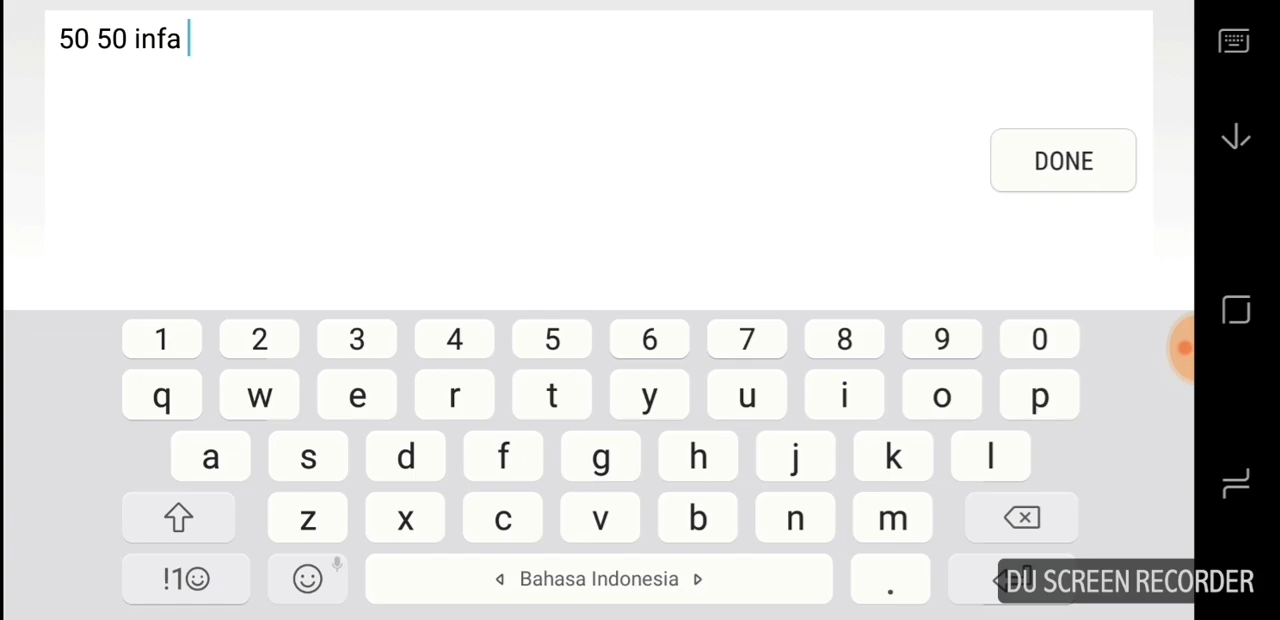 50 50 infa
DONE
1 2 3 4 5 6 7 8 9 0
q w e r t y u i o p
a s d f g h j k l
z x c v b n m
!1☺ Bahasa Indonesia .
DU SCREEN RECORDER